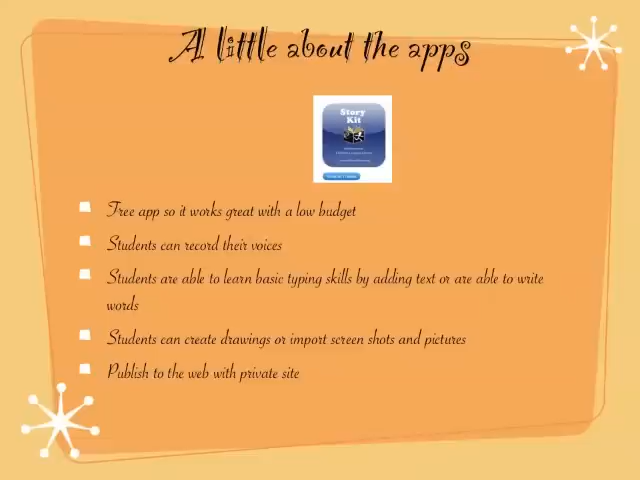 A little about the apps
Story
Kit
Free app so it works great with a low budget
Students can record their voices
Students are able to learn basic typing skills by adding text or are able to write
words
Students can create drawings or import screen shots and pictures
Publish to the web with private site